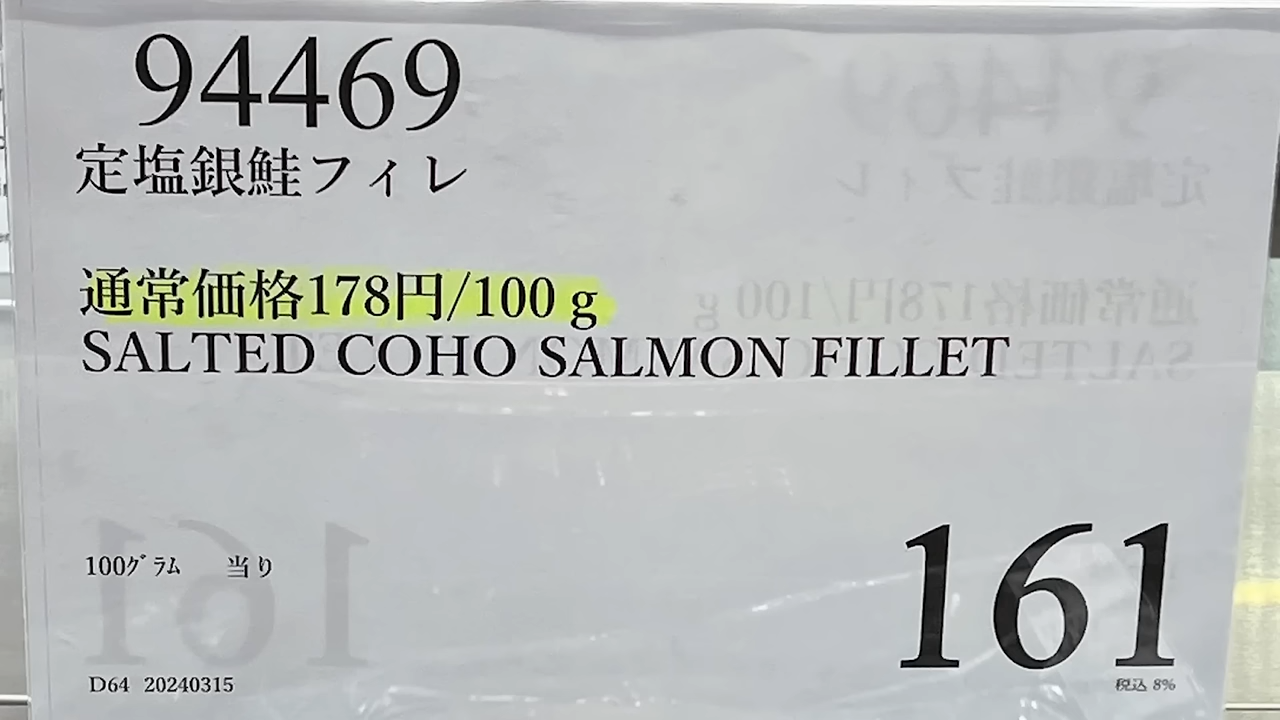 94469
定塩銀鮭フィレ
通常価格178円/100 g
SALTED COHO SALMON FILLET
100ｸﾞﾗﾑ 当り
161
D64 20240315
税込 8%